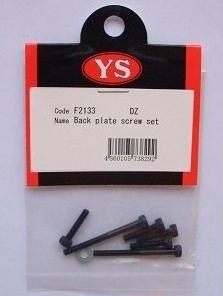 YS
Code F2133 DZ
Name Back plate screw set
4 560105 738292